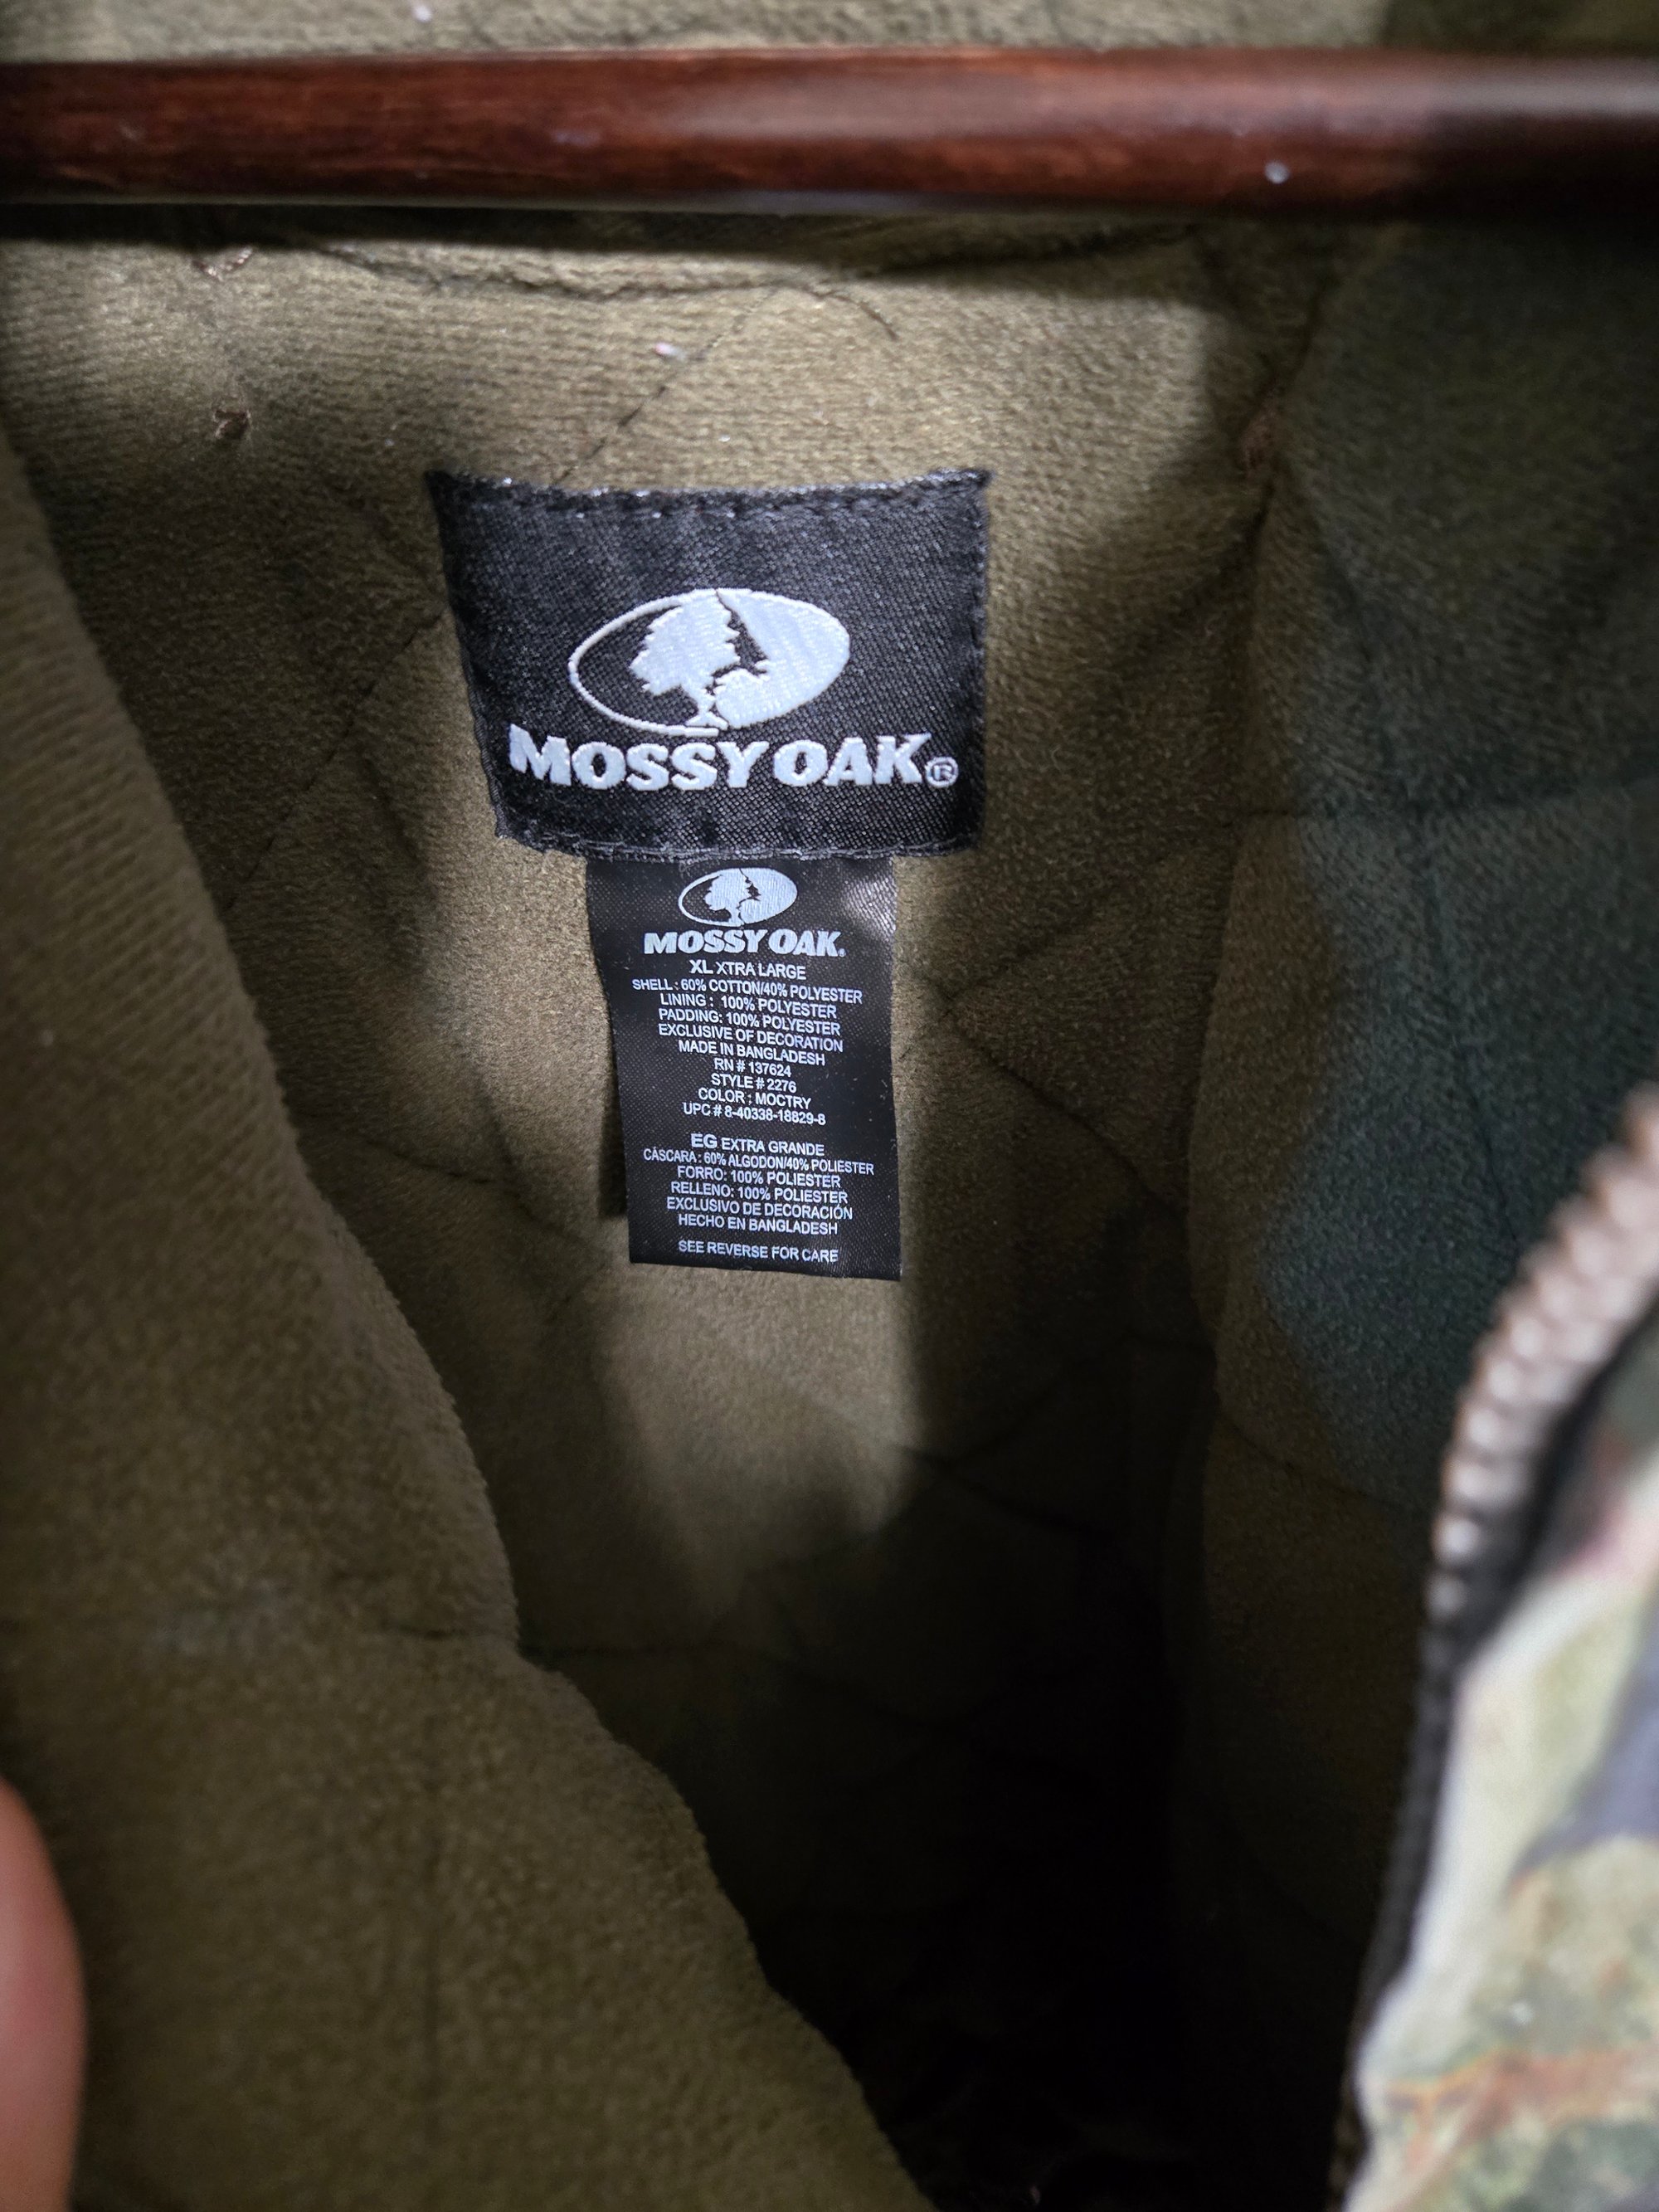 MOSSY OAK®
MOSSY OAK.
XL XTRA LARGE
SHELL : 60% COTTON/40% POLYESTER
LINING : 100% POLYESTER
PADDING: 100% POLYESTER
EXCLUSIVE OF DECORATION
MADE IN BANGLADESH
RN # 137624
STYLE # 2276
COLOR : MOCTRY
UPC # 8-40338-18829-8
EG EXTRA GRANDE
CÁSCARA : 60% ALGODON/40% POLIESTER
FORRO: 100% POLIESTER
RELLENO: 100% POLIESTER
EXCLUSIVO DE DECORACIÓN
HECHO EN BANGLADESH
SEE REVERSE FOR CARE